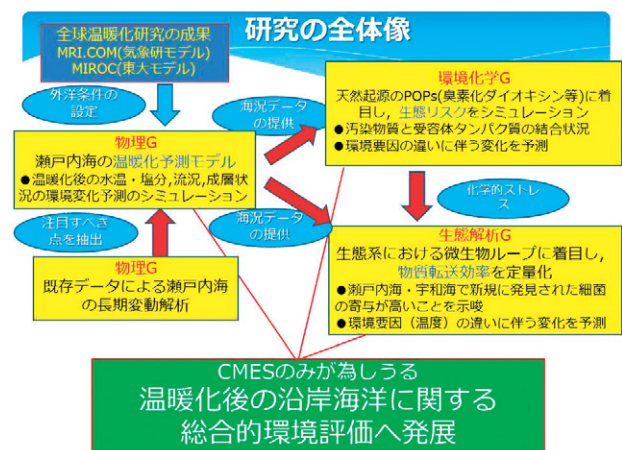 研究の全体像
全球温暖化研究の成果
MRI.COM(気象研モデル)
MIROC(東大モデル)
外洋条件の
設定
海況データ
の提供
環境化学G
天然起源のPOPs(臭素化ダイオキシン等)に着
目し，生態リスクをシミュレーション
●汚染物質と受容体タンパク質の結合状況
●環境要因の違いに伴う変化を予測
物理G
瀬戸内海の温暖化予測モデル
●温暖化後の水温・塩分,流況,成層状
況の環境変化予測のシミュレーション
注目すべき
点を抽出
海況データ
の提供
化学的ストレ
ス
物理G
既存データによる瀬戸内海
の長期変動解析
生態解析G
生態系における微生物ループに着目し，
物質転送効率を定量化
●瀬戸内海・宇和海で新規に発見された細菌
の寄与が高いことを示唆
●環境要因（温度）の違いに伴う変化を予測
CMESのみが為しうる
温暖化後の沿岸海洋に関する
総合的環境評価へ発展